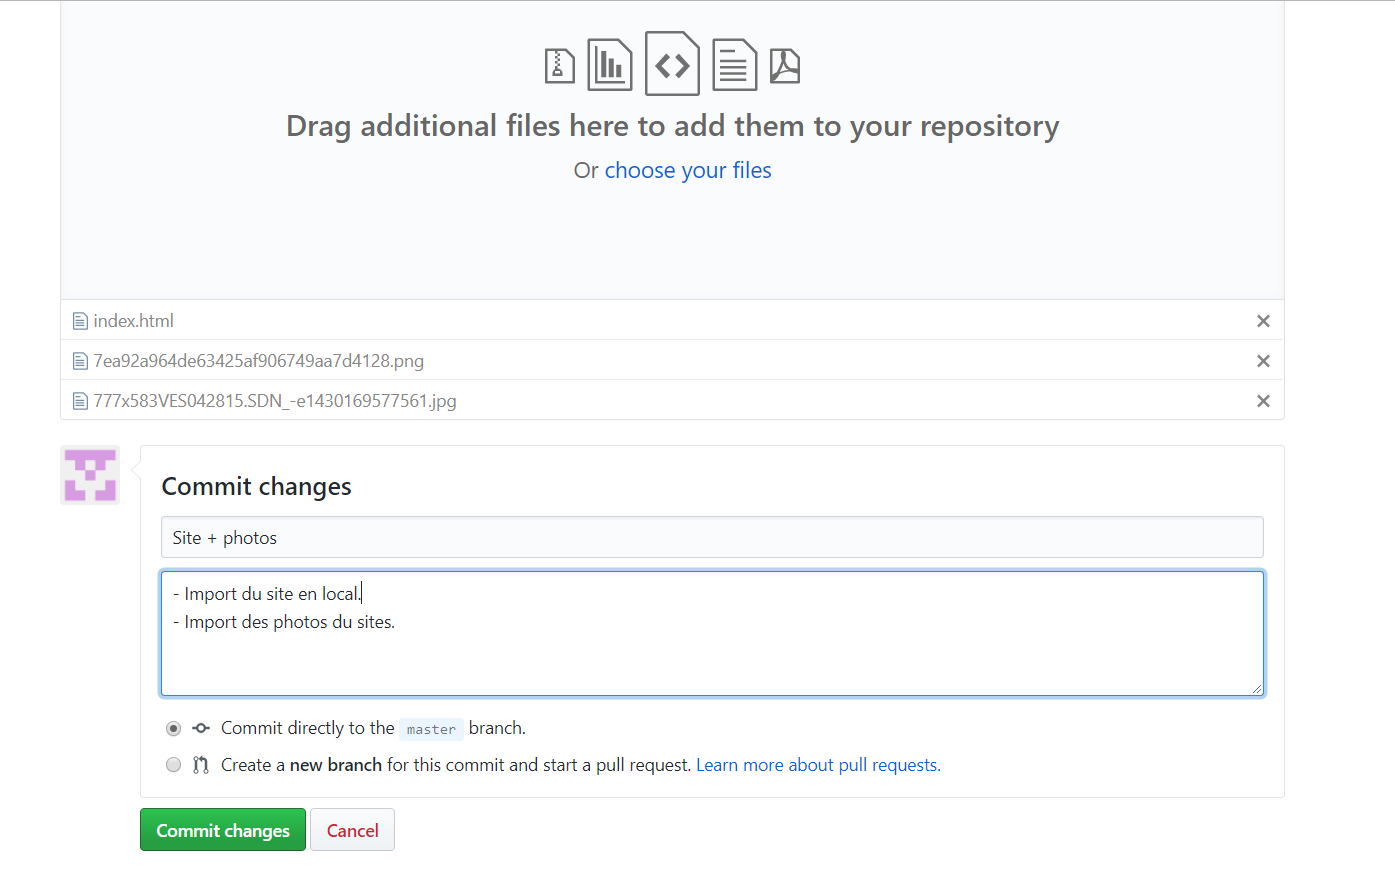 Drag additional files here to add them to your repository
Or choose your files
index.html
7ea92a964de63425af906749aa7d4128.png
777x583VES042815.SDN_-e1430169577561.jpg
Commit changes
Site + photos
- Import du site en local.
- Import des photos du sites.
Commit directly to the master branch.
Create a new branch for this commit and start a pull request. Learn more about pull requests.
Commit changes Cancel